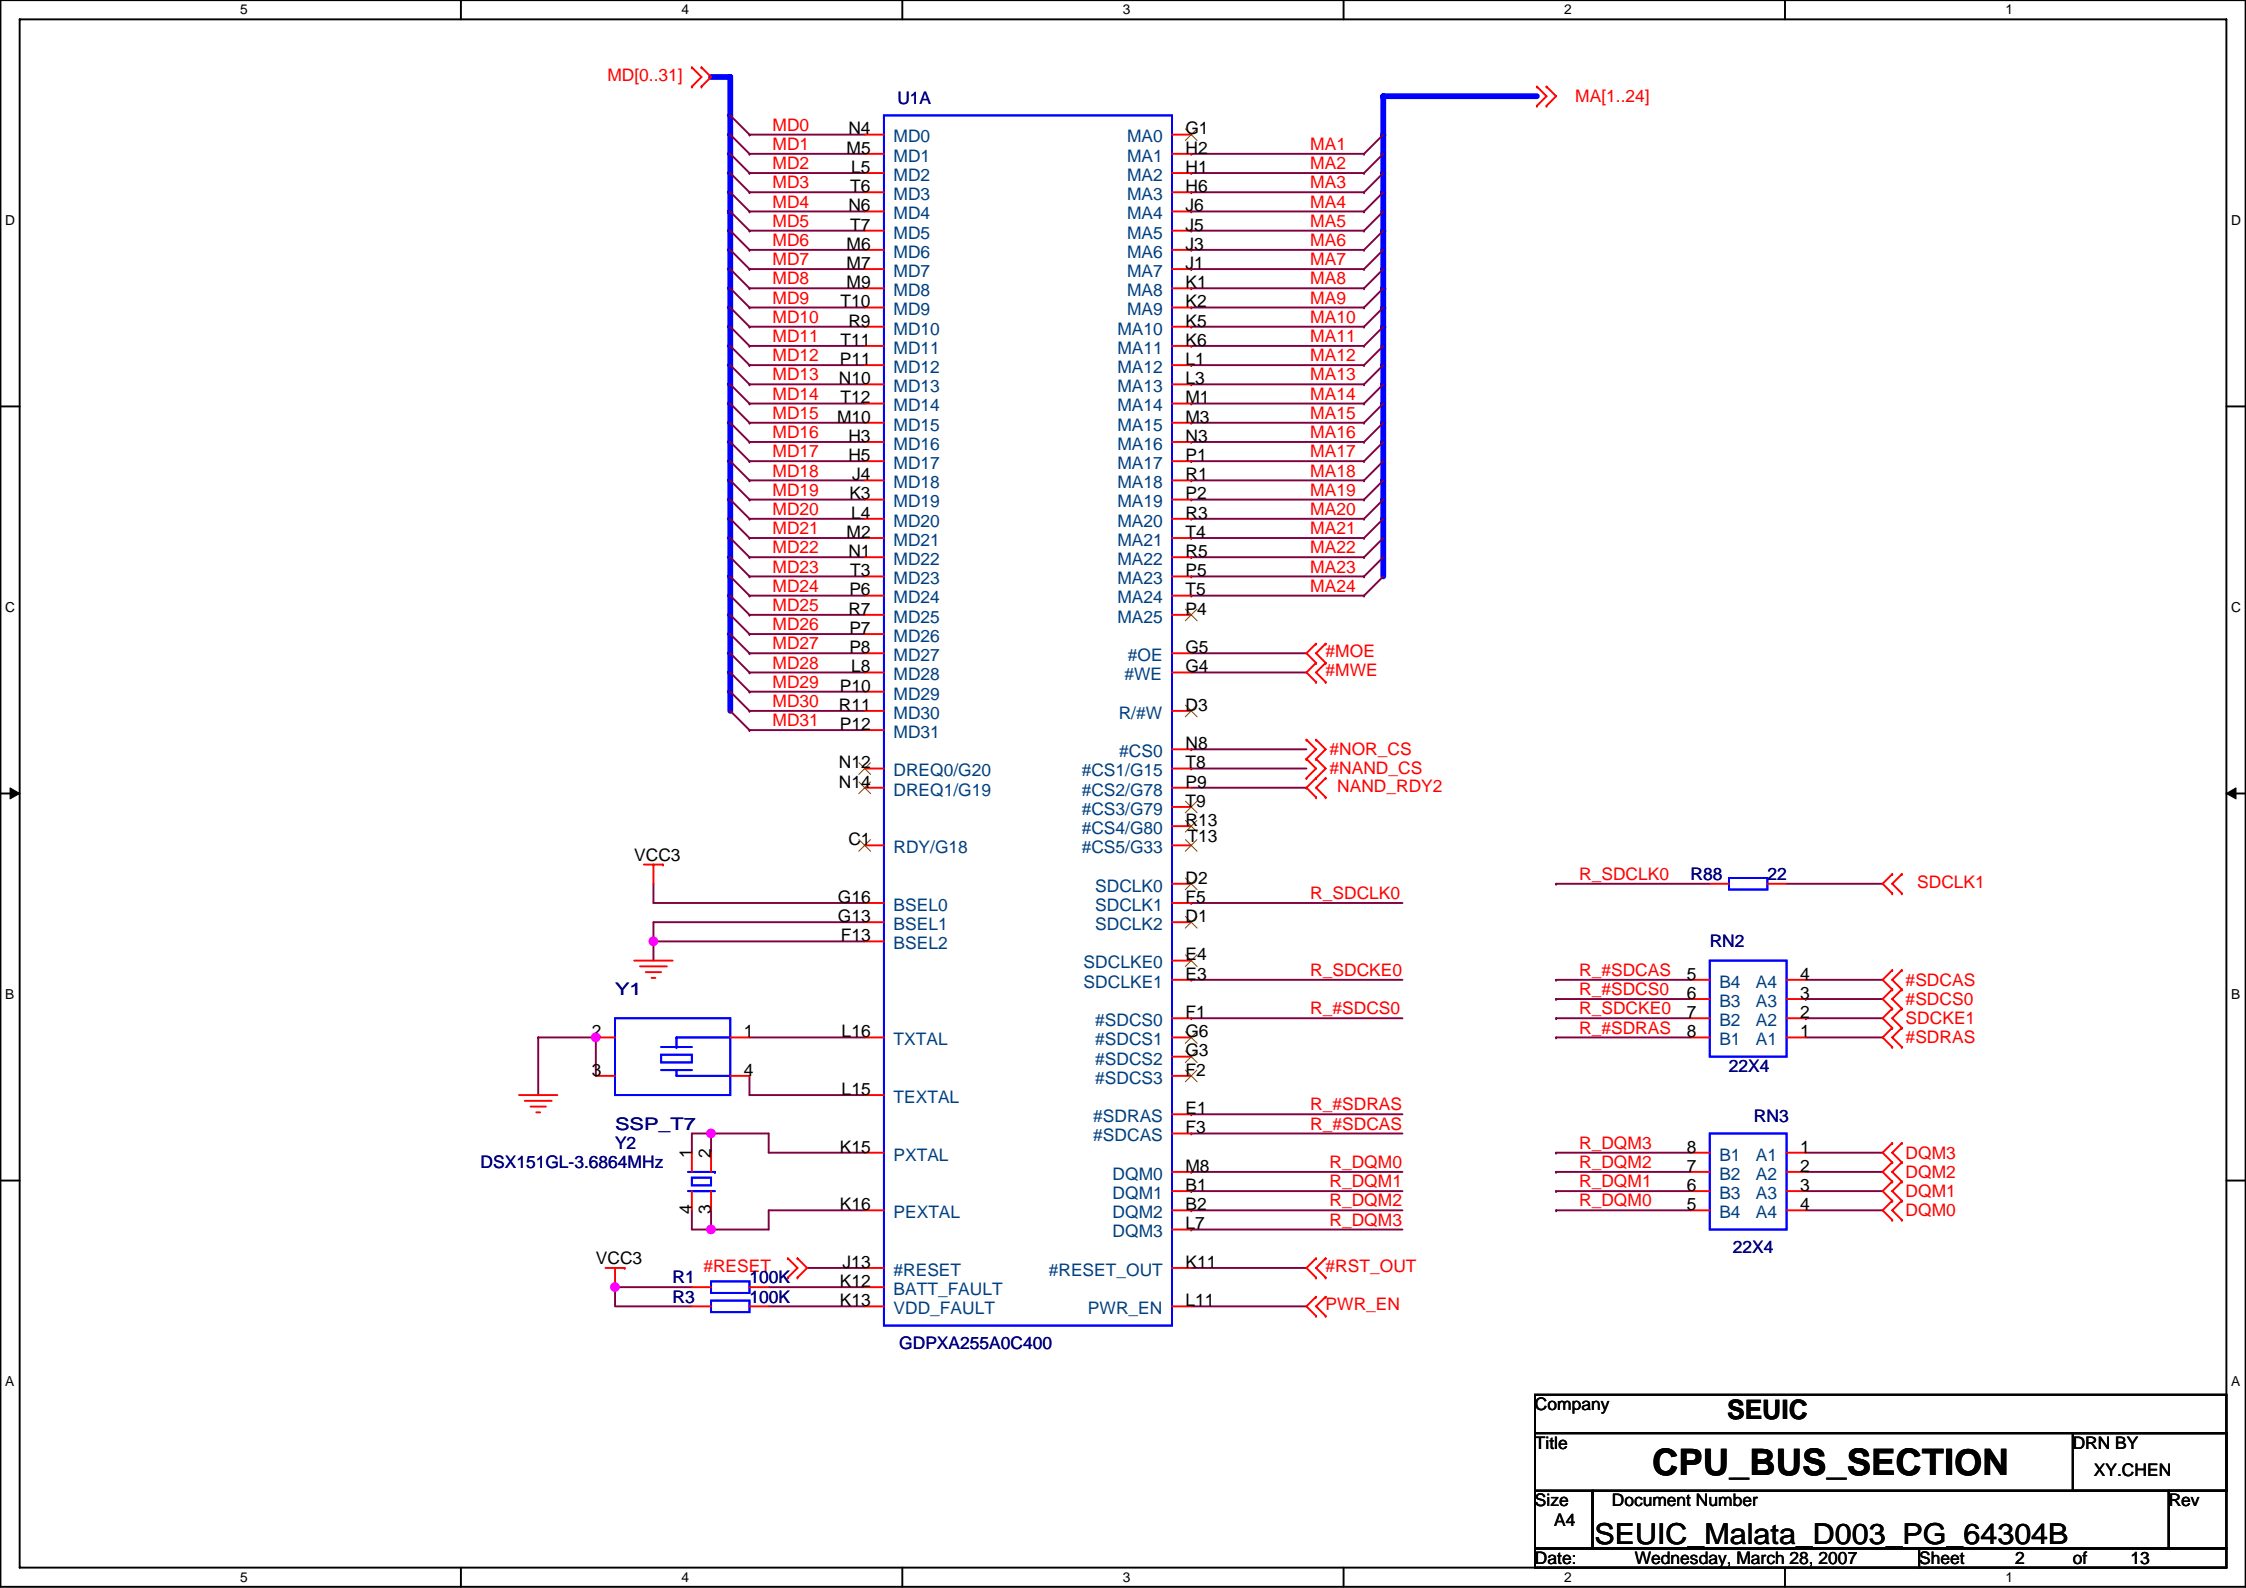 5 4 3 2 1
MD[0..31]
MA[1..24]
U1A
MD0 N4 MD0 MA0 G1
MD1 M5 MD1 MA1 H2 MA1
MD2 L5 MD2 MA2 H1 MA2
MD3 T6 MD3 MA3 H6 MA3
MD4 N6 MD4 MA4 J6 MA4
MD5 T7 MD5 MA5 J5 MA5
MD6 M6 MD6 MA6 J3 MA6
MD7 M7 MD7 MA7 J1 MA7
MD8 M9 MD8 MA8 K1 MA8
MD9 T10 MD9 MA9 K2 MA9
MD10 R9 MD10 MA10 K5 MA10
MD11 T11 MD11 MA11 K6 MA11
MD12 P11 MD12 MA12 L1 MA12
MD13 N10 MD13 MA13 L3 MA13
MD14 T12 MD14 MA14 M1 MA14
MD15 M10 MD15 MA15 M3 MA15
MD16 H3 MD16 MA16 N3 MA16
MD17 H5 MD17 MA17 P1 MA17
MD18 J4 MD18 MA18 R1 MA18
MD19 K3 MD19 MA19 P2 MA19
MD20 L4 MD20 MA20 R3 MA20
MD21 M2 MD21 MA21 T4 MA21
MD22 N1 MD22 MA22 R5 MA22
MD23 T3 MD23 MA23 P5 MA23
MD24 P6 MD24 MA24 T5 MA24
MD25 R7 MD25 MA25 P4
MD26 P7 MD26
MD27 P8 MD27 #OE G5 #MOE
MD28 L8 MD28 #WE G4 #MWE
MD29 P10 MD29
MD30 R11 MD30 R/#W D3
MD31 P12 MD31
#CS0 N8 #NOR_CS
N12 DREQ0/G20 #CS1/G15 T8 #NAND_CS
N14 DREQ1/G19 #CS2/G78 P9 NAND_RDY2
#CS3/G79 T9
#CS4/G80 R13
C1 RDY/G18 #CS5/G33 T13
VCC3
SDCLK0 D2
G16 BSEL0 SDCLK1 F5 R_SDCLK0
G13 BSEL1 SDCLK2 D1
F13 BSEL2
SDCLKE0 E4
SDCLKE1 E3 R_SDCKE0
Y1
#SDCS0 F1 R_#SDCS0
2 1 L16 TXTAL #SDCS1 G6
#SDCS2 G3
3 4 #SDCS3 F2
L15 TEXTAL
#SDRAS E1 R_#SDRAS
SSP_T7 #SDCAS F3 R_#SDCAS
Y2
DSX151GL-3.6864MHz
1 2 K15 PXTAL
DQM0 M8 R_DQM0
DQM1 B1 R_DQM1
4 3 K16 PEXTAL DQM2 B2 R_DQM2
DQM3 L7 R_DQM3
VCC3
#RESET J13 #RESET #RESET_OUT K11 #RST_OUT
R1 100K K12 BATT_FAULT
R3 100K K13 VDD_FAULT PWR_EN L11 PWR_EN
GDPXA255A0C400
R_SDCLK0 R88 22 SDCLK1
RN2
R_#SDCAS 5 B4 A4 4 #SDCAS
R_#SDCS0 6 B3 A3 3 #SDCS0
R_SDCKE0 7 B2 A2 2 SDCKE1
R_#SDRAS 8 B1 A1 1 #SDRAS
22X4
RN3
R_DQM3 8 B1 A1 1 DQM3
R_DQM2 7 B2 A2 2 DQM2
R_DQM1 6 B3 A3 3 DQM1
R_DQM0 5 B4 A4 4 DQM0
22X4
D D
C C
B B
A A
Company SEUIC
Title CPU_BUS_SECTION DRN BY
XY.CHEN
Size Document Number Rev
A4 SEUIC_Malata_D003_PG_64304B
Date: Wednesday, March 28, 2007 Sheet 2 of 13
5 4 3 2 1